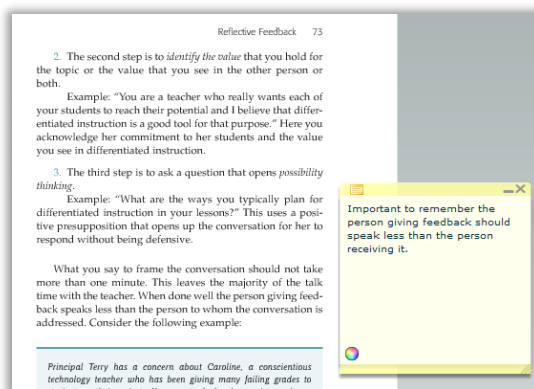 Reflective Feedback 73
2. The second step is to identify the value that you hold for
the topic or the value that you see in the other person or
both.
Example: “You are a teacher who really wants each of
your students to reach their potential and I believe that differ-
entiated instruction is a good tool for that purpose.” Here you
acknowledge her commitment to her students and the value
you see in differentiated instruction.
3. The third step is to ask a question that opens possibility
thinking.
Example: “What are the ways you typically plan for
differentiated instruction in your lessons?” This uses a posi-
tive presupposition that opens up the conversation for her to
respond without being defensive.
What you say to frame the conversation should not take
more than one minute. This leaves the majority of the talk
time with the teacher. When done well the person giving feed-
back speaks less than the person to whom the conversation is
addressed. Consider the following example:
Principal Terry has a concern about Caroline, a conscientious
technology teacher who has been giving many failing grades to
Important to remember the
person giving feedback should
speak less than the person
receiving it.